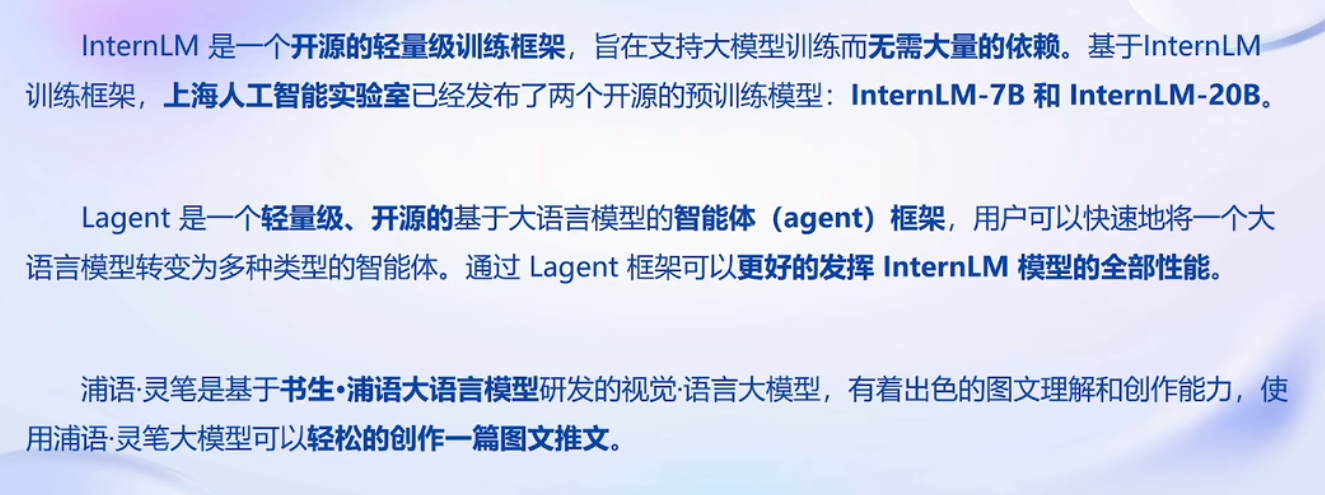 InternLM 是一个开源的轻量级训练框架，旨在支持大模型训练而无需大量的依赖。基于InternLM
训练框架，上海人工智能实验室已经发布了两个开源的预训练模型：InternLM-7B 和 InternLM-20B。
Lagent 是一个轻量级、开源的基于大语言模型的智能体（agent）框架，用户可以快速地将一个大
语言模型转变为多种类型的智能体。通过 Lagent 框架可以更好的发挥 InternLM 模型的全部性能。
浦语·灵笔是基于书生•浦语大语言模型研发的视觉·语言大模型，有着出色的图文理解和创作能力，使
用浦语·灵笔大模型可以轻松的创作一篇图文推文。